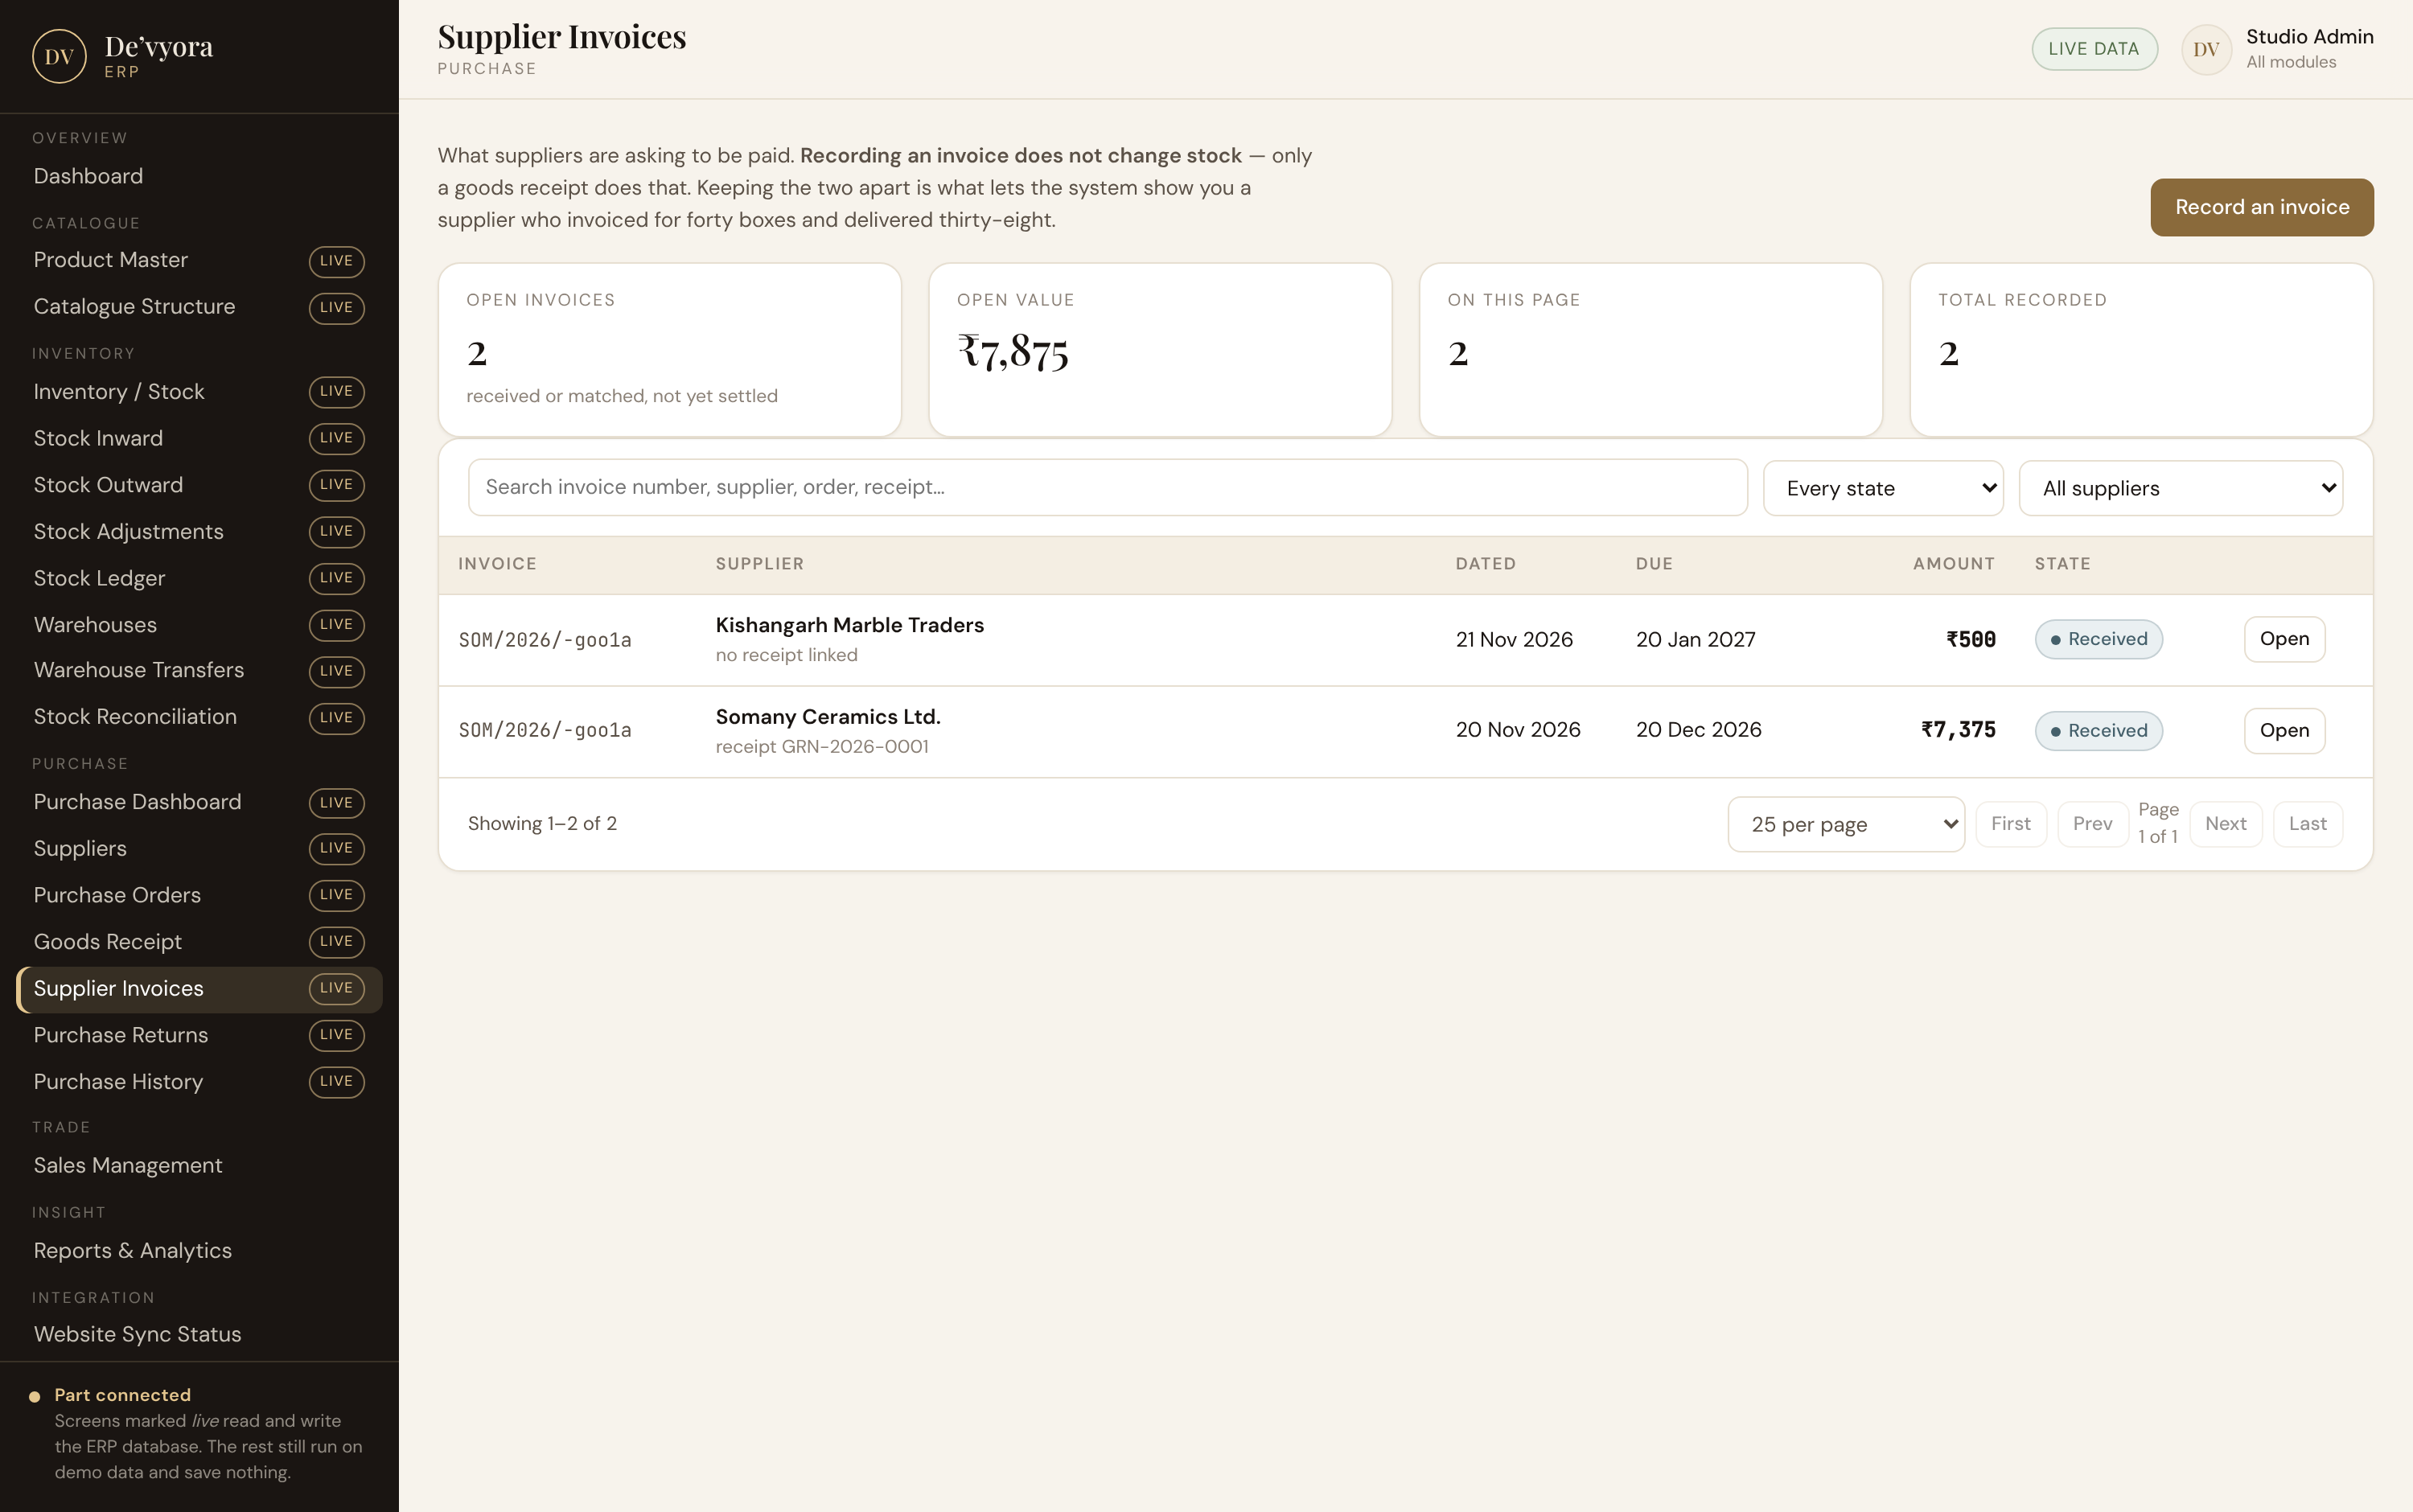 DV
De’vyora
ERP
OVERVIEW
Dashboard
CATALOGUE
Product Master LIVE
Catalogue Structure LIVE
INVENTORY
Inventory / Stock LIVE
Stock Inward LIVE
Stock Outward LIVE
Stock Adjustments LIVE
Stock Ledger LIVE
Warehouses LIVE
Warehouse Transfers LIVE
Stock Reconciliation LIVE
PURCHASE
Purchase Dashboard LIVE
Suppliers LIVE
Purchase Orders LIVE
Goods Receipt LIVE
Supplier Invoices LIVE
Purchase Returns LIVE
Purchase History LIVE
TRADE
Sales Management
INSIGHT
Reports & Analytics
INTEGRATION
Website Sync Status
Part connected
Screens marked live read and write
the ERP database. The rest still run on
demo data and save nothing.
Supplier Invoices
PURCHASE
LIVE DATA
DV
Studio Admin
All modules
What suppliers are asking to be paid. Recording an invoice does not change stock — only
a goods receipt does that. Keeping the two apart is what lets the system show you a
supplier who invoiced for forty boxes and delivered thirty-eight.
Record an invoice
OPEN INVOICES
2
received or matched, not yet settled
OPEN VALUE
₹7,875
ON THIS PAGE
2
TOTAL RECORDED
2
Search invoice number, supplier, order, receipt...
Every state
All suppliers
INVOICE SUPPLIER DATED DUE AMOUNT STATE
SOM/2026/-goo1a Kishangarh Marble Traders 21 Nov 2026 20 Jan 2027 ₹500 Received Open
no receipt linked
SOM/2026/-goo1a Somany Ceramics Ltd. 20 Nov 2026 20 Dec 2026 ₹7,375 Received Open
receipt GRN-2026-0001
Showing 1–2 of 2
25 per page
First
Prev
Page
1 of 1
Next
Last